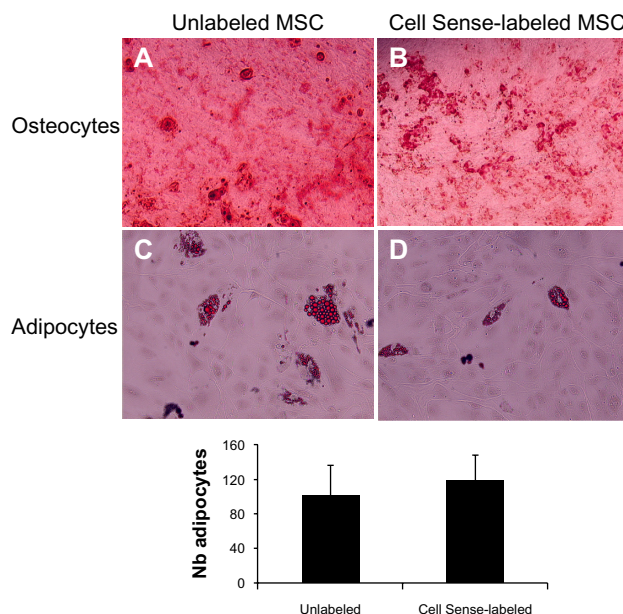 Unlabeled MSC Cell Sense-labeled MSC
A B
Osteocytes
C D
Adipocytes
160
120
80
40
0
Nb adipocytes
Unlabeled Cell Sense-labeled